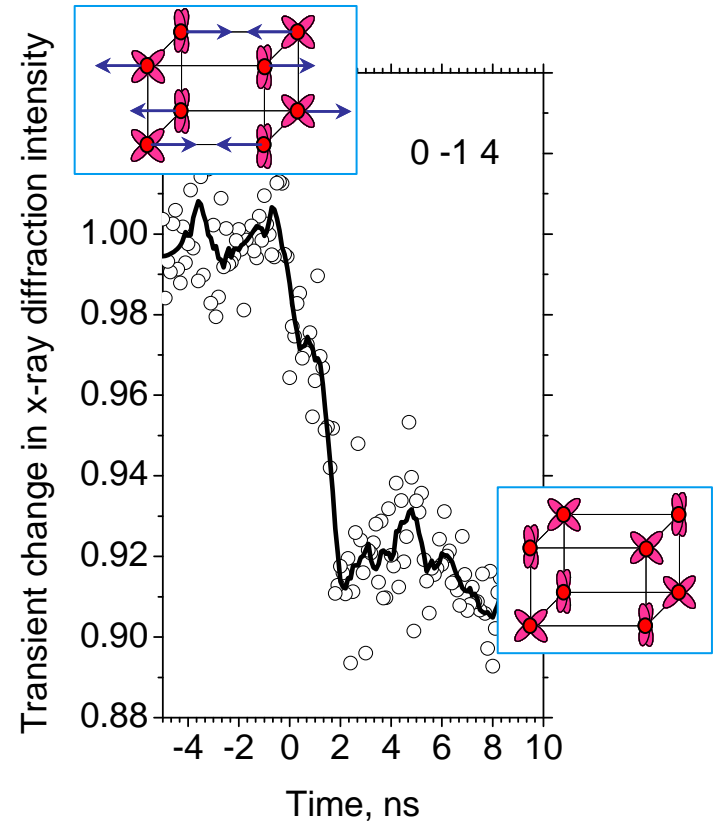 Transient change in x-ray diffraction intensity
0 -1 4
1.00
0.98
0.96
0.94
0.92
0.90
0.88
-4 -2 0 2 4 6 8 10
Time, ns